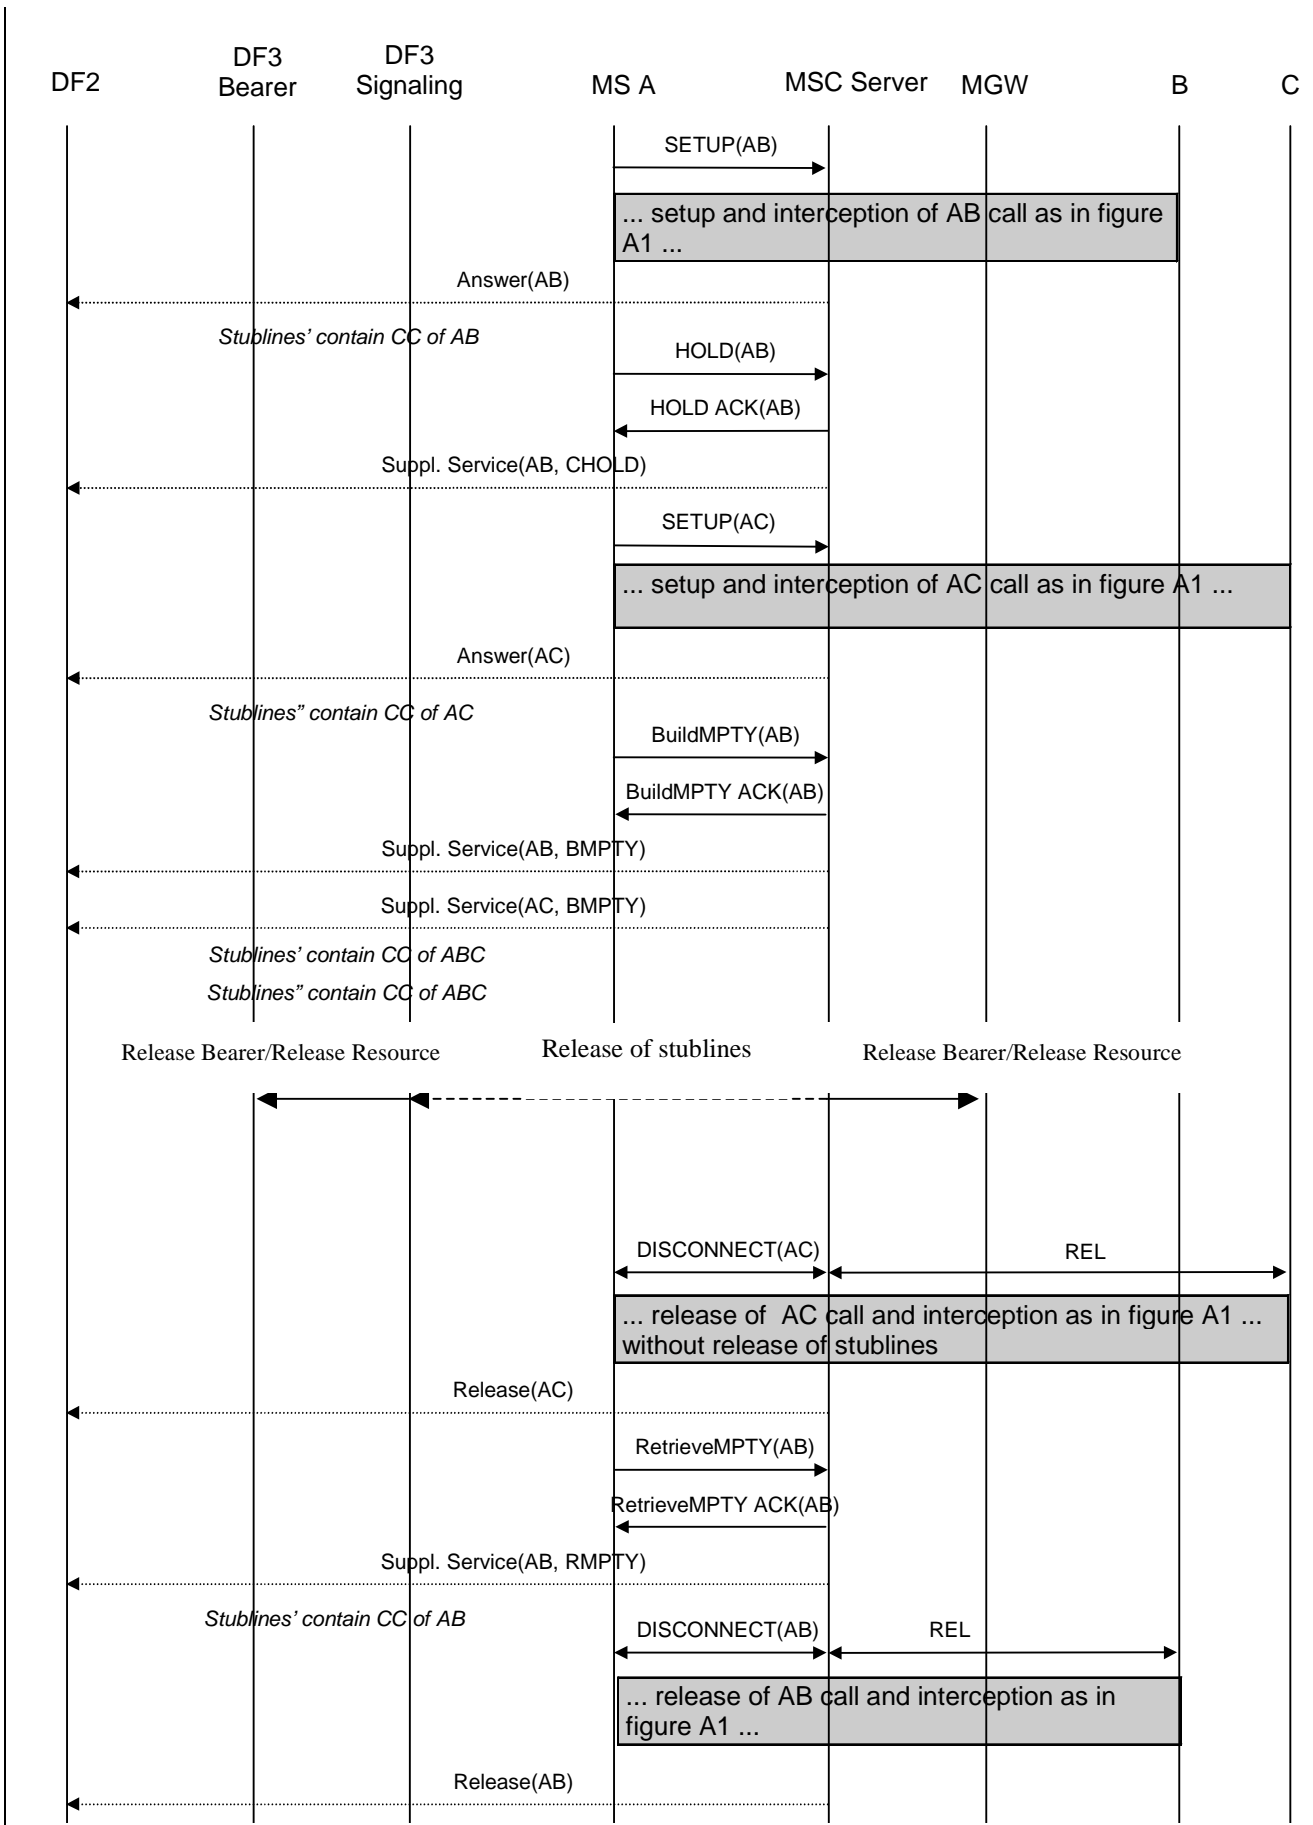 DF2
DF3
Bearer
DF3
Signaling
MS A
MSC Server
MGW
B
C
SETUP(AB)
... setup and interception of AB call as in figure
A1 ...
Answer(AB)
Stublines’ contain CC of AB
HOLD(AB)
HOLD ACK(AB)
Suppl. Service(AB, CHOLD)
SETUP(AC)
... setup and interception of AC call as in figure A1 ...
Answer(AC)
Stublines” contain CC of AC
BuildMPTY(AB)
BuildMPTY ACK(AB)
Suppl. Service(AB, BMPTY)
Suppl. Service(AC, BMPTY)
Stublines’ contain CC of ABC
Stublines” contain CC of ABC
Release Bearer/Release Resource
Release of stublines
Release Bearer/Release Resource
DISCONNECT(AC)
REL
... release of  AC call and interception as in figure A1 ...
without release of stublines
Release(AC)
RetrieveMPTY(AB)
RetrieveMPTY ACK(AB)
Suppl. Service(AB, RMPTY)
Stublines’ contain CC of AB
DISCONNECT(AB)
REL
... release of AB call and interception as in
figure A1 ...
Release(AB)